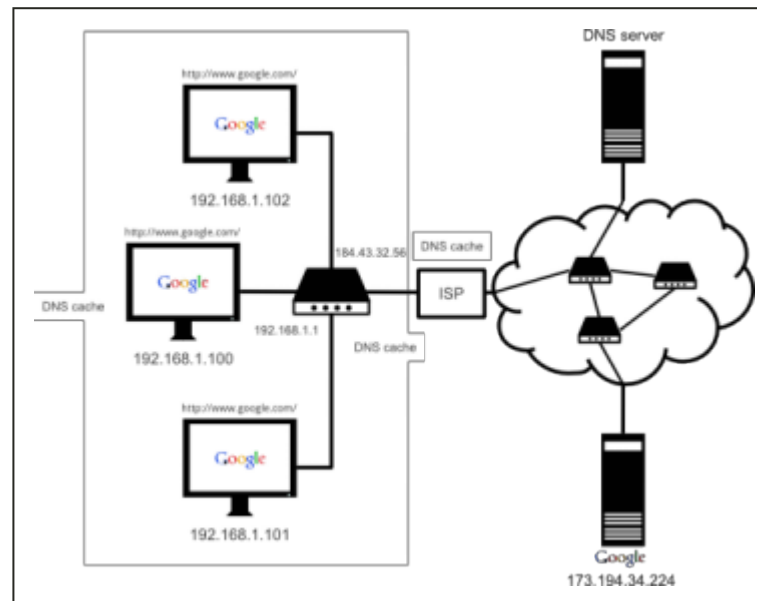 DNS server
http://www.google.com/
Google
192.168.1.102
http://www.google.com/
Google
184.43.32.56
DNS cache
ISP
DNS cache
192.168.1.1
DNS cache
192.168.1.100
http://www.google.com/
Google
192.168.1.101
Google
173.194.34.224